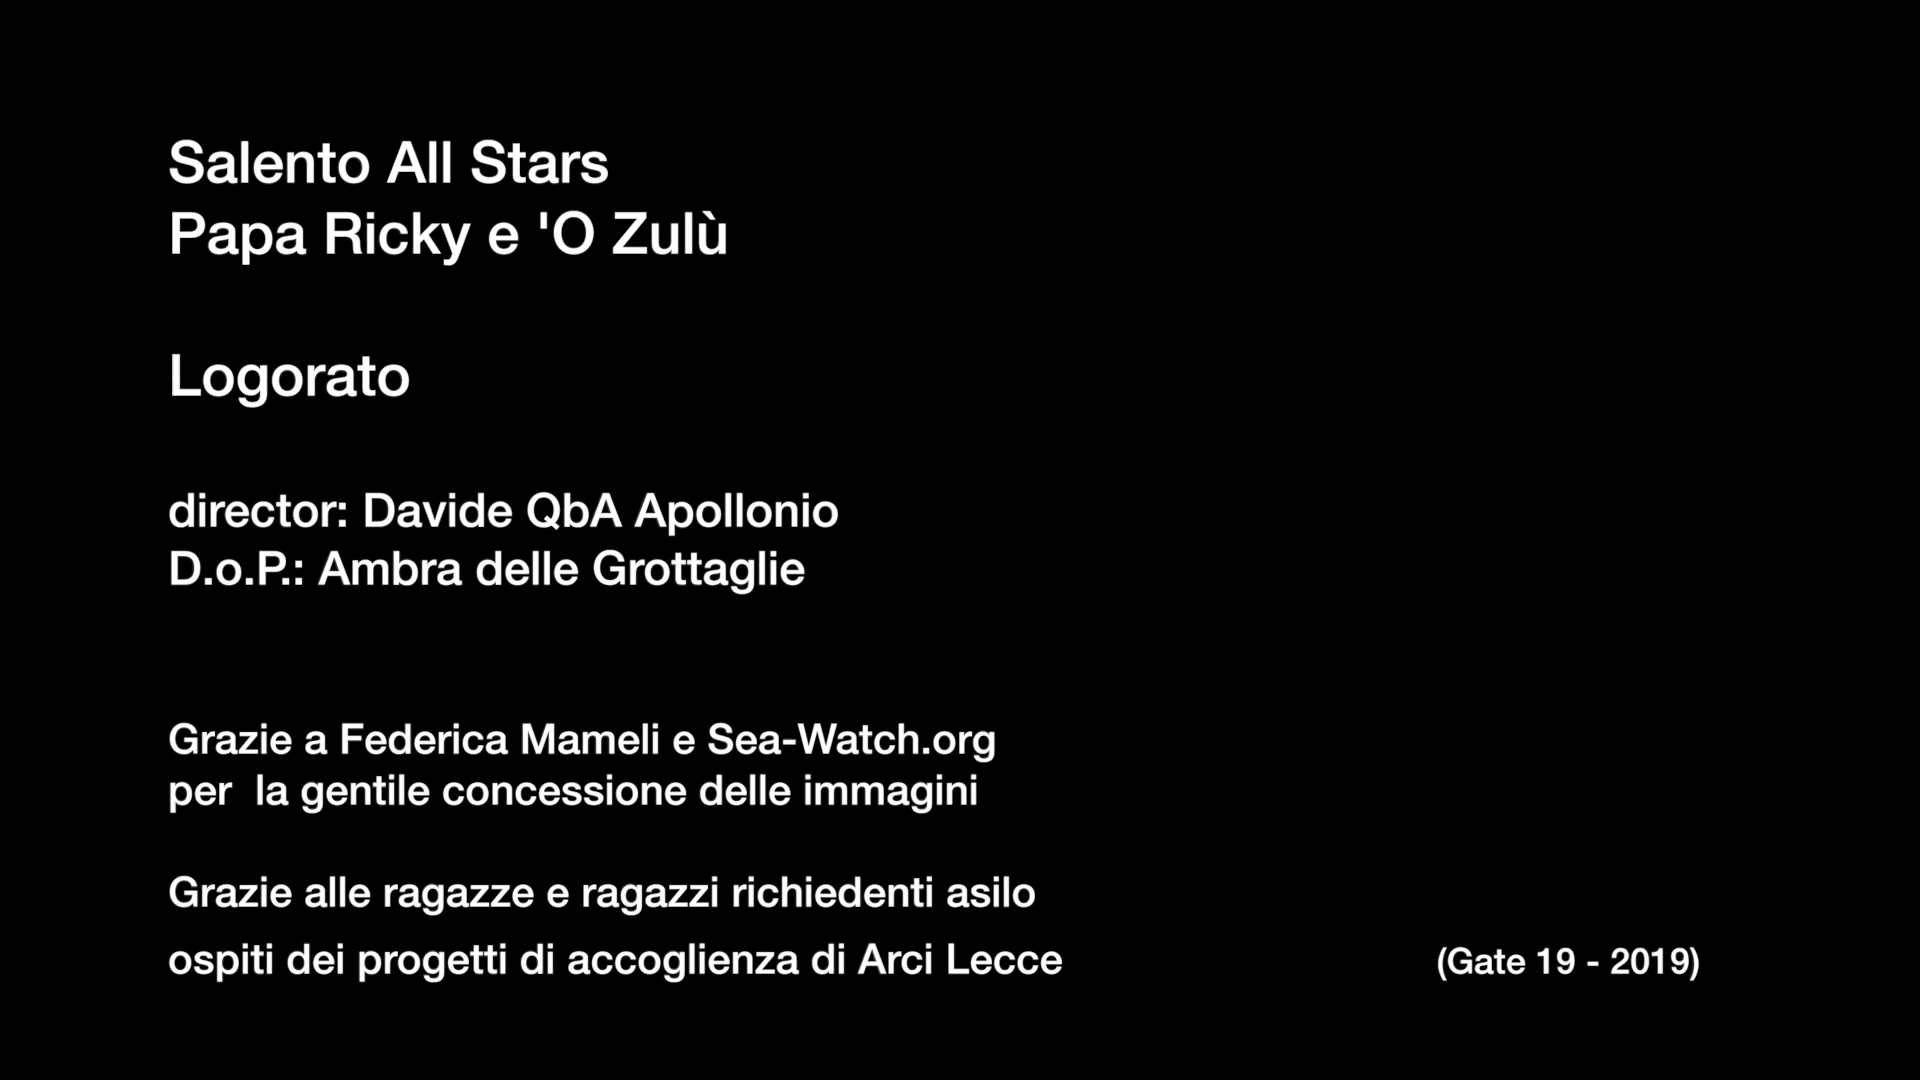 Salento All Stars
Papa Ricky e 'O Zulù
Logorato
director: Davide QbA Apollonio
D.o.P.: Ambra delle Grottaglie
Grazie a Federica Mameli e Sea-Watch.org
per  la gentile concessione delle immagini
Grazie alle ragazze e ragazzi richiedenti asilo
ospiti dei progetti di accoglienza di Arci Lecce
(Gate 19 - 2019)